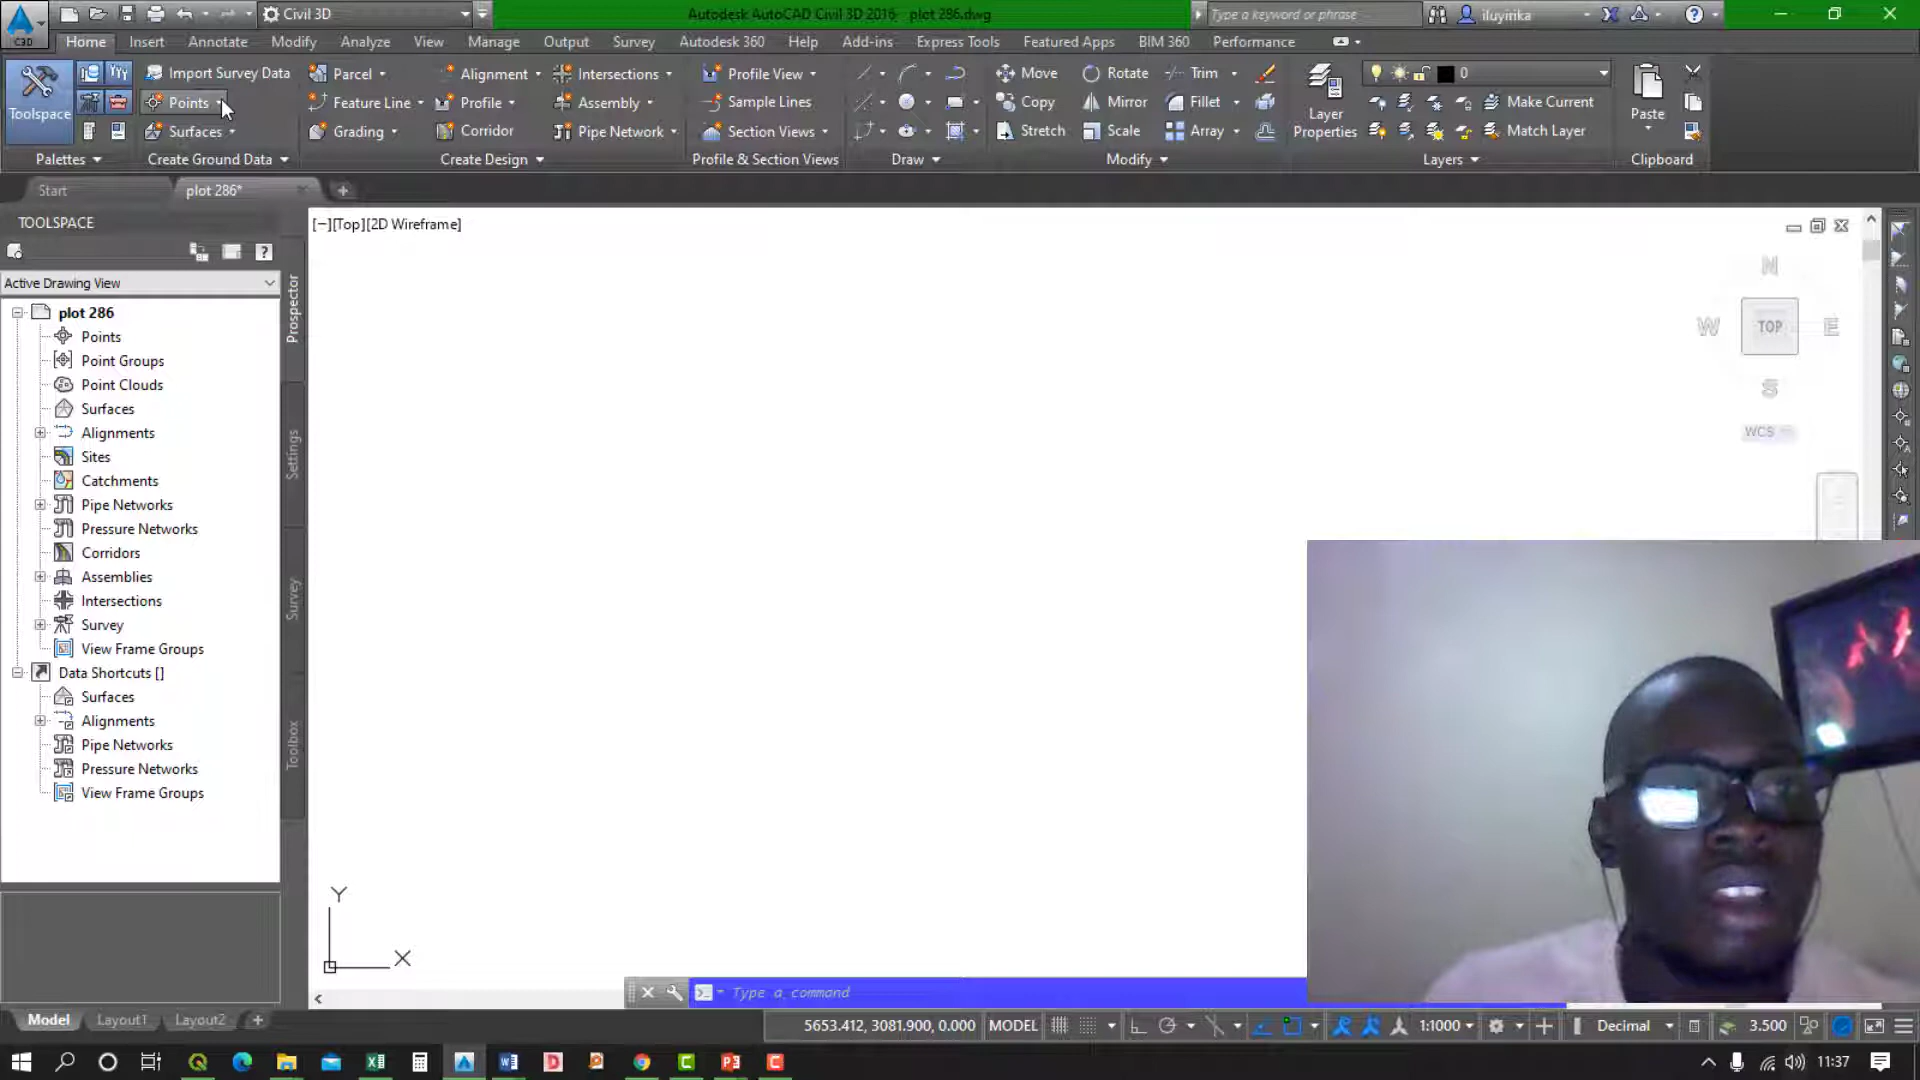 Civil 3D
Autodesk AutoCAD Civil 3D 2016 plot 286.dwg
Type a keyword or phrase
iluyirika
C3D
Home Insert Annotate Modify Analyze View Manage Output Survey Autodesk 360 Help Add-ins Express Tools Featured Apps BIM 360 Performance
Toolspace
Import Survey Data
Points
Surfaces
Parcel
Feature Line
Grading
Alignment
Profile
Corridor
Intersections
Assembly
Pipe Network
Profile View
Sample Lines
Section Views
Move
Copy
Stretch
Rotate
Mirror
Scale
Trim
Fillet
Array
Layer
Properties
0
Make Current
Match Layer
Paste
Palettes Create Ground Data Create Design Profile & Section Views Draw Modify Layers Clipboard
Start plot 286*
TOOLSPACE
Active Drawing View
plot 286
Points
Point Groups
Point Clouds
Surfaces
Alignments
Sites
Catchments
Pipe Networks
Pressure Networks
Corridors
Assemblies
Intersections
Survey
View Frame Groups
Data Shortcuts []
Surfaces
Alignments
Pipe Networks
Pressure Networks
View Frame Groups
Prospector
Settings
Survey
Toolbox
[−][Top][2D Wireframe]
N
W TOP E
S
WCS
Y
X
Type a command
Model Layout1 Layout2
5653.412, 3081.900, 0.000 MODEL 1:1000 Decimal 3.500
11:37